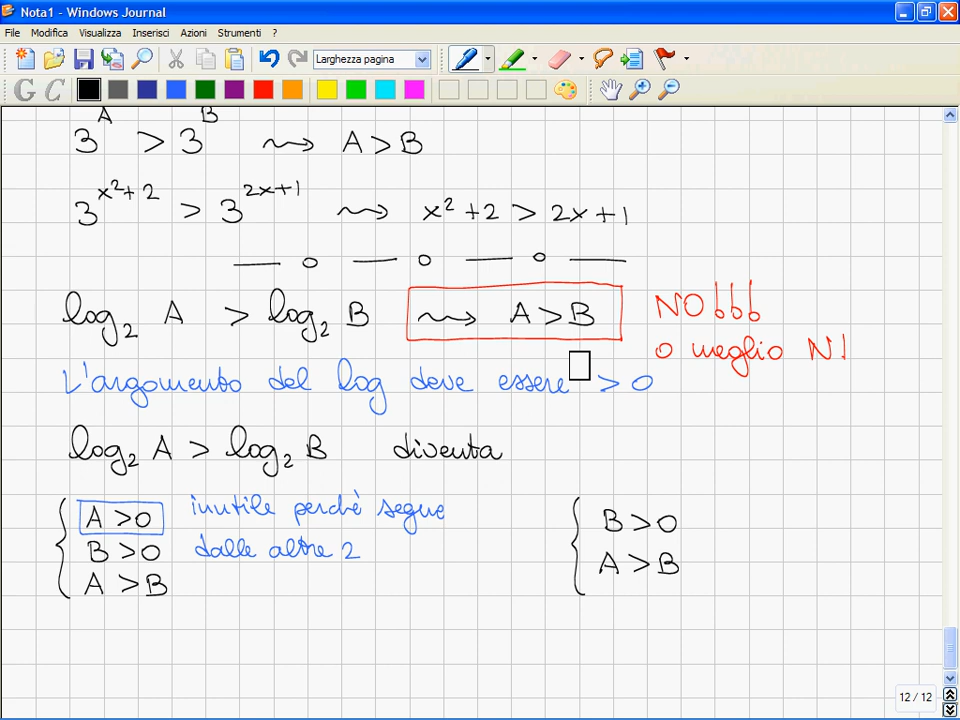 Nota1 - Windows Journal
File Modifica Visualizza Inserisci Azioni Strumenti ?
Larghezza pagina
G C
3^A > 3^B ⇝ A > B
3^{x²+2} > 3^{2x+1} ⇝ x² + 2 > 2x + 1
— o — o — o —
log₂ A > log₂ B ⇝ A > B NO!!!
o meglio N!
L'argomento del log deve essere > 0
log₂ A > log₂ B diventa
{ A > 0 inutile perchè segue
B > 0 dalle altre 2
A > B
{ B > 0
A > B
12 / 12